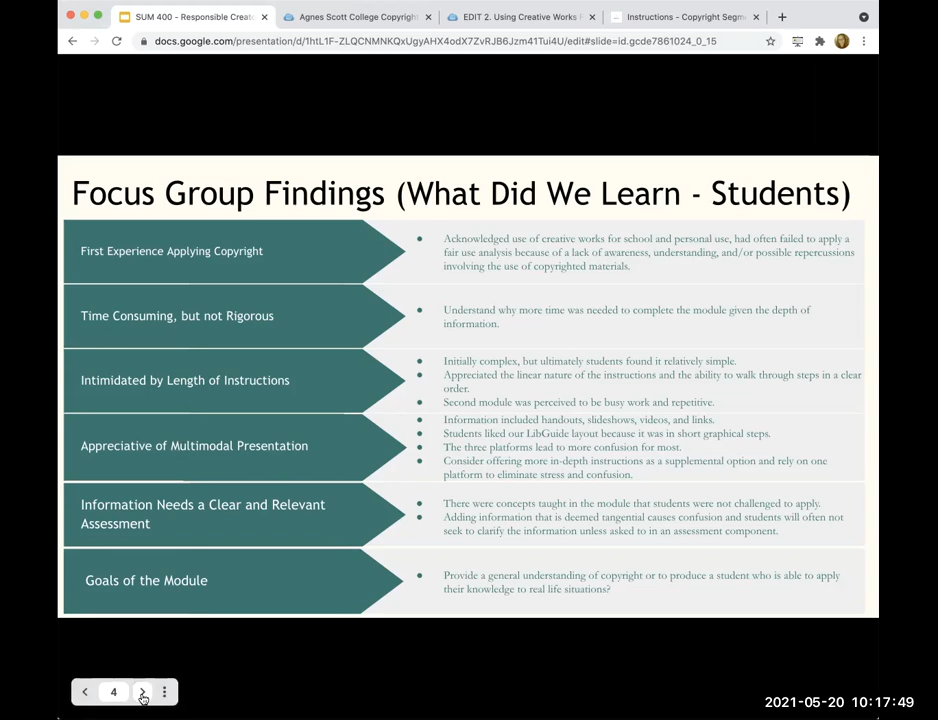 SUM 400 - Responsible Creato
Agnes Scott College Copyright
EDIT 2. Using Creative Works F
Instructions - Copyright Segm
docs.google.com/presentation/d/1htL1F-ZLQCNMNKQxUgyAHX4odX7ZvRJB6Jzm41Tui4U/edit#slide=id.gcde7861024_0_15
Focus Group Findings (What Did We Learn - Students)
First Experience Applying Copyright
● Acknowledged use of creative works for school and personal use, had often failed to apply a
fair use analysis because of a lack of awareness, understanding, and/or possible repercussions
involving the use of copyrighted materials.
Time Consuming, but not Rigorous
● Understand why more time was needed to complete the module given the depth of
information.
Intimidated by Length of Instructions
● Initially complex, but ultimately students found it relatively simple.
● Appreciated the linear nature of the instructions and the ability to walk through steps in a clear
order.
● Second module was perceived to be busy work and repetitive.
Appreciative of Multimodal Presentation
● Information included handouts, slideshows, videos, and links.
● Students liked our LibGuide layout because it was in short graphical steps.
● The three platforms lead to more confusion for most.
● Consider offering more in-depth instructions as a supplemental option and rely on one
platform to eliminate stress and confusion.
Information Needs a Clear and Relevant
Assessment
● There were concepts taught in the module that students were not challenged to apply.
● Adding information that is deemed tangential causes confusion and students will often not
seek to clarify the information unless asked to in an assessment component.
Goals of the Module
● Provide a general understanding of copyright or to produce a student who is able to apply
their knowledge to real life situations?
4
2021-05-20 10:17:49